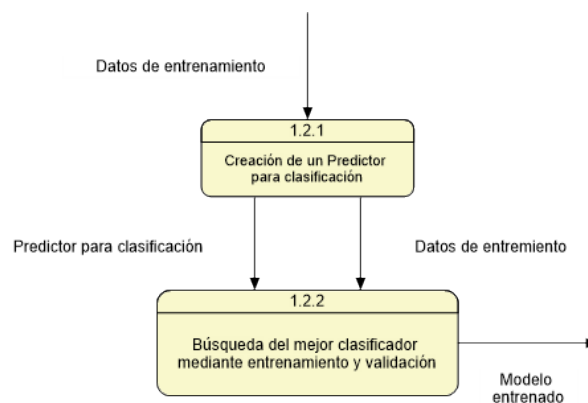 Datos de entrenamiento
1.2.1
Creación de un Predictor
para clasificación
Predictor para clasificación
Datos de entremiento
1.2.2
Búsqueda del mejor clasificador
mediante entrenamiento y validación
Modelo
entrenado